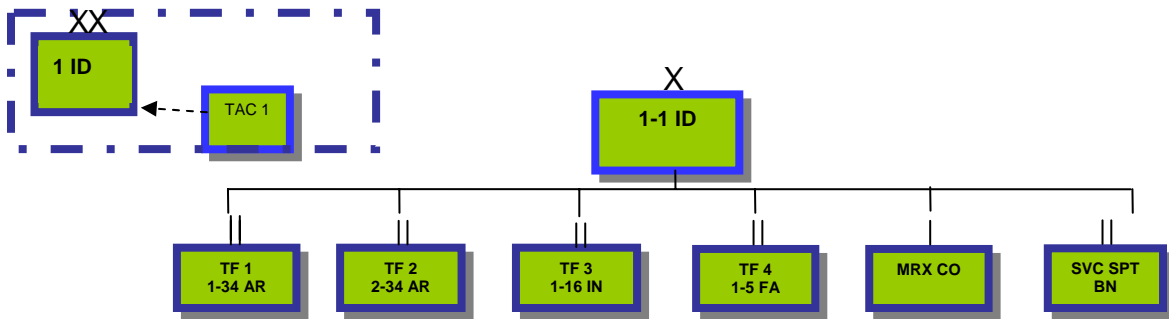 XX
1 ID
TAC 1
X
1-1 ID
TF 1
1-34 AR
TF 2
2-34 AR
TF 3
1-16 IN
TF 4
1-5 FA
MRX CO
SVC SPT
BN